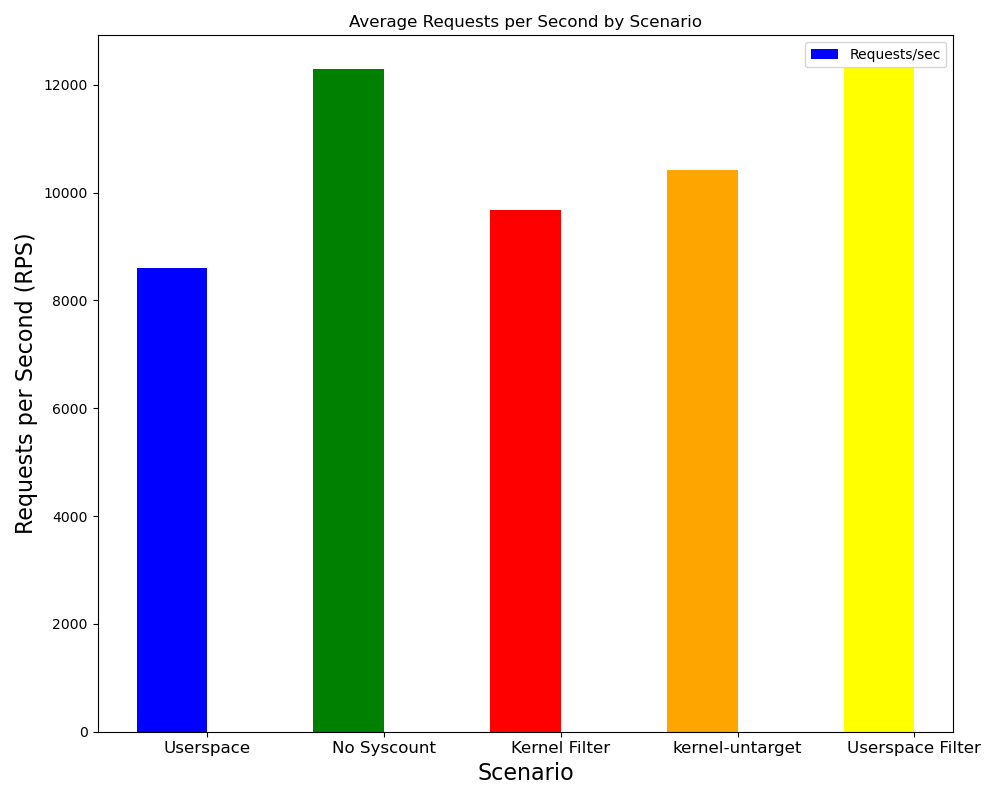 Average Requests per Second by Scenario
Requests/sec
Requests per Second (RPS)
12000
10000
8000
6000
4000
2000
0
Userspace
No Syscount
Kernel Filter
kernel-untarget
Userspace Filter
Scenario